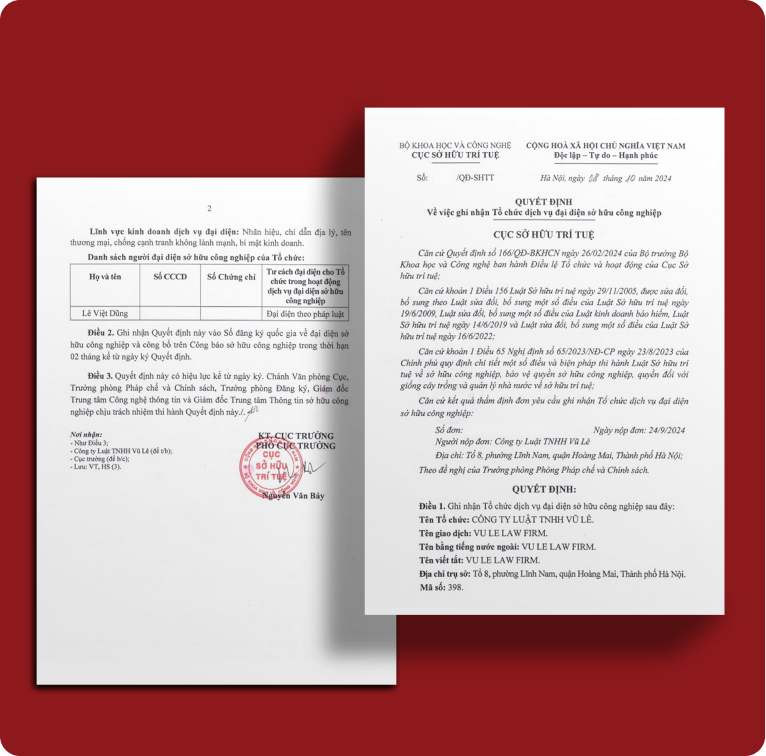 BỘ KHOA HỌC VÀ CÔNG NGHỆ
CỤC SỞ HỮU TRÍ TUỆ
CỘNG HOÀ XÃ HỘI CHỦ NGHĨA VIỆT NAM
Độc lập – Tự do – Hạnh phúc
Số: /QĐ-SHTT
Hà Nội, ngày 08 tháng 10 năm 2024
QUYẾT ĐỊNH
Về việc ghi nhận Tổ chức dịch vụ đại diện sở hữu công nghiệp
CỤC SỞ HỮU TRÍ TUỆ
Căn cứ Quyết định số 166/QĐ-BKHCN ngày 26/02/2024 của Bộ trưởng Bộ
Khoa học và Công nghệ ban hành Điều lệ Tổ chức và hoạt động của Cục Sở
hữu trí tuệ;
Căn cứ khoản 1 Điều 156 Luật Sở hữu trí tuệ ngày 29/11/2005, được sửa đổi,
bổ sung theo Luật sửa đổi, bổ sung một số điều của Luật Sở hữu trí tuệ ngày
19/6/2009, Luật sửa đổi, bổ sung một số điều của Luật kinh doanh bảo hiểm, Luật
Sở hữu trí tuệ ngày 14/6/2019 và Luật sửa đổi, bổ sung một số điều của Luật Sở hữu
trí tuệ ngày 16/6/2022;
Căn cứ khoản 1 Điều 65 Nghị định số 65/2023/NĐ-CP ngày 23/8/2023 của
Chính phủ quy định chi tiết một số điều và biện pháp thi hành Luật Sở hữu trí
tuệ về sở hữu công nghiệp, bảo vệ quyền sở hữu công nghiệp, quyền đối với
giống cây trồng và quản lý nhà nước về sở hữu trí tuệ;
Căn cứ kết quả thẩm định đơn yêu cầu ghi nhận Tổ chức dịch vụ đại diện
sở hữu công nghiệp:
Số đơn: Ngày nộp đơn: 24/9/2024
Người nộp đơn: Công ty Luật TNHH Vũ Lê
Địa chỉ: Tổ 8, phường Lĩnh Nam, quận Hoàng Mai, Thành phố Hà Nội;
Theo đề nghị của Trưởng phòng Phòng Pháp chế và Chính sách.
QUYẾT ĐỊNH:
Điều 1. Ghi nhận Tổ chức dịch vụ đại diện sở hữu công nghiệp sau đây:
Tên Tổ chức: CÔNG TY LUẬT TNHH VŨ LÊ.
Tên giao dịch: VU LE LAW FIRM.
Tên bằng tiếng nước ngoài: VU LE LAW FIRM.
Tên viết tắt: VU LE LAW FIRM.
Địa chỉ trụ sở: Tổ 8, phường Lĩnh Nam, quận Hoàng Mai, Thành phố Hà Nội.
Mã số: 398.
2
Lĩnh vực kinh doanh dịch vụ đại diện: Nhãn hiệu, chỉ dẫn địa lý, tên
thương mại, chống cạnh tranh không lành mạnh, bí mật kinh doanh.
Danh sách người đại diện sở hữu công nghiệp của Tổ chức:
Họ và tên
Số CCCD
Số Chứng chỉ
Tư cách đại diện cho Tổ
chức trong hoạt động
dịch vụ đại diện sở hữu
công nghiệp
Lê Việt Dũng
Đại diện theo pháp luật
Điều 2. Ghi nhận Quyết định này vào Sổ đăng ký quốc gia về đại diện sở
hữu công nghiệp và công bố trên Công báo sở hữu công nghiệp trong thời hạn
02 tháng kể từ ngày ký Quyết định.
Điều 3. Quyết định này có hiệu lực kể từ ngày ký. Chánh Văn phòng Cục,
Trưởng phòng Pháp chế và Chính sách, Trưởng phòng Đăng ký, Giám đốc
Trung tâm Công nghệ thông tin và Giám đốc Trung tâm Thông tin sở hữu công
nghiệp chịu trách nhiệm thi hành Quyết định này./.
Nơi nhận:
- Như Điều 3;
- Công ty Luật TNHH Vũ Lê (để t/b);
- Cục trưởng (để b/c);
- Lưu: VT, HS (3).
KT. CỤC TRƯỞNG
PHÓ CỤC TRƯỞNG
CỤC
SỞ HỮU
TRÍ TUỆ
Nguyễn Văn Bảy